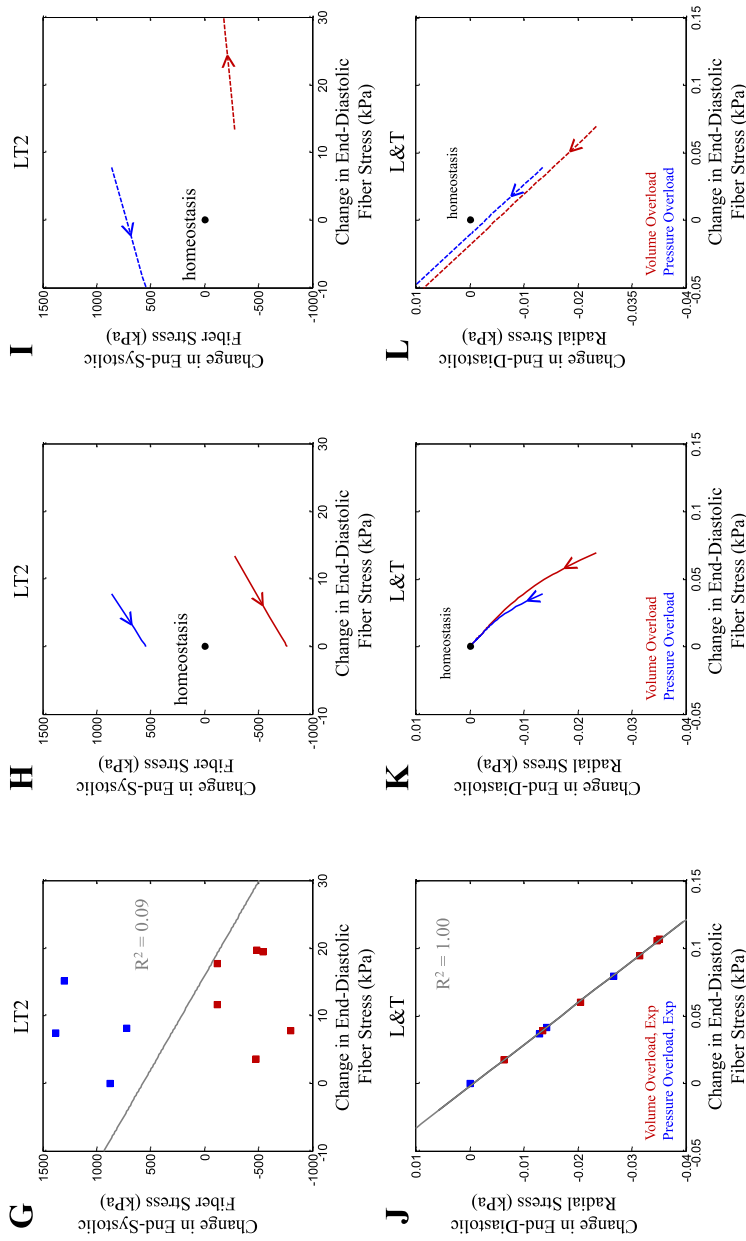 G
LT2
1500
1000
500
0
-500
-1000
-10
0
10
20
30
R² = 0.09
Change in End-Systolic
Fiber Stress (kPa)
Change in End-Diastolic
Fiber Stress (kPa)
H
LT2
1500
1000
500
0
-500
-1000
-10
0
10
20
30
homeostasis
Change in End-Systolic
Fiber Stress (kPa)
Change in End-Diastolic
Fiber Stress (kPa)
I
LT2
1500
1000
500
0
-500
-1000
-10
0
10
20
30
homeostasis
Change in End-Systolic
Fiber Stress (kPa)
Change in End-Diastolic
Fiber Stress (kPa)
J
L&T
0.01
0
-0.01
-0.02
-0.03
-0.04
-0.05
0
0.05
0.1
0.15
R² = 1.00
Volume Overload, Exp
Pressure Overload, Exp
Change in End-Diastolic
Radial Stress (kPa)
Change in End-Diastolic
Fiber Stress (kPa)
K
L&T
0.01
0
-0.01
-0.02
-0.03
-0.04
-0.05
0
0.05
0.1
0.15
homeostasis
Volume Overload
Pressure Overload
Change in End-Diastolic
Radial Stress (kPa)
Change in End-Diastolic
Fiber Stress (kPa)
L
L&T
0.01
0
-0.01
-0.02
-0.035
-0.04
-0.05
0
0.05
0.1
0.15
homeostasis
Volume Overload
Pressure Overload
Change in End-Diastolic
Radial Stress (kPa)
Change in End-Diastolic
Fiber Stress (kPa)